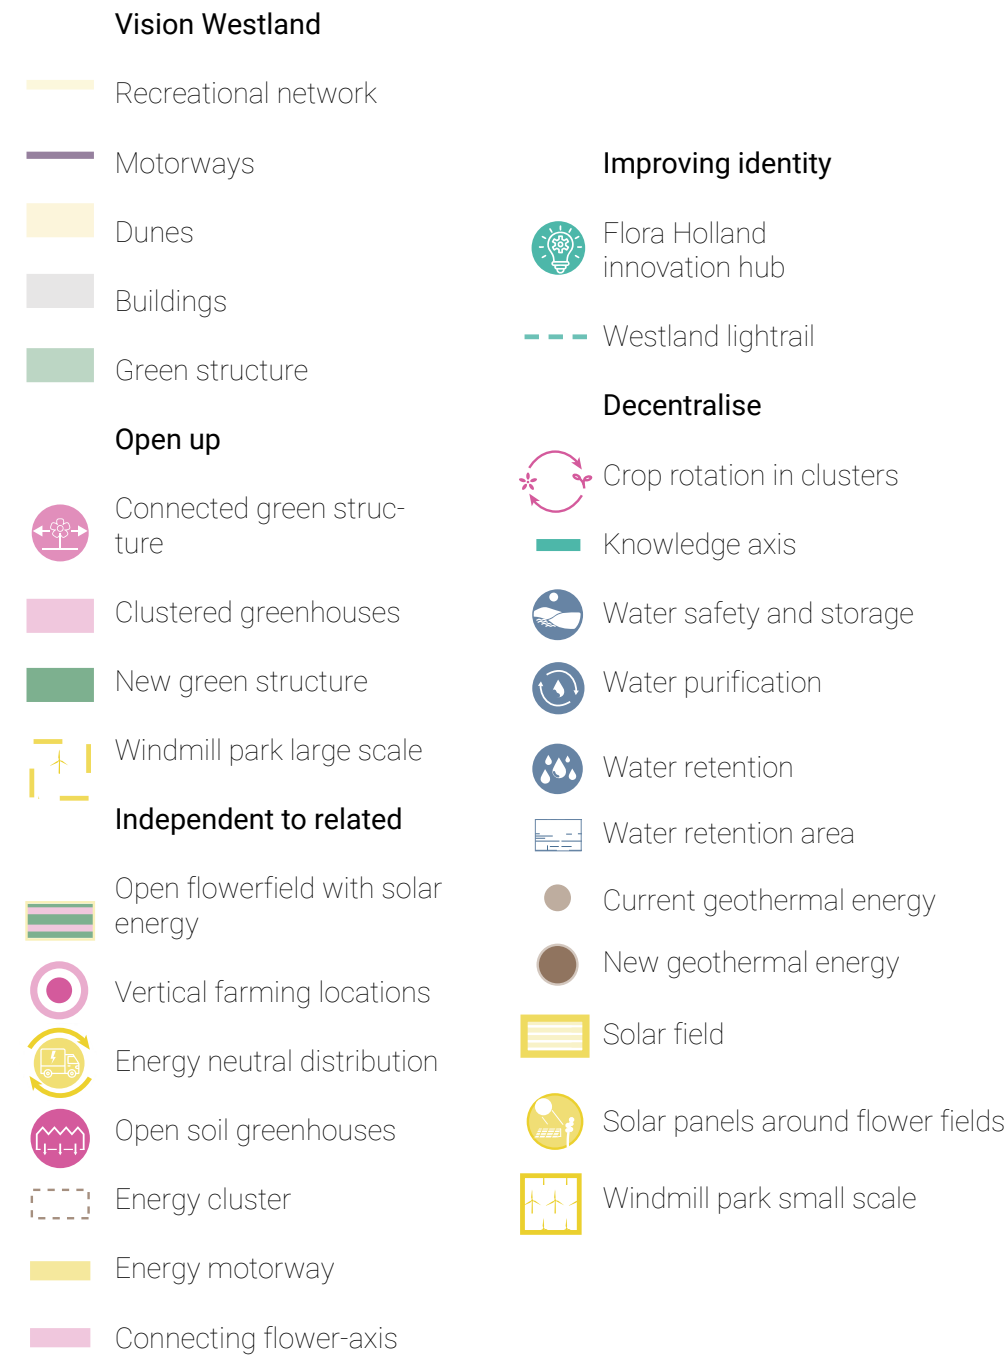 Vision Westland
Recreational network
Motorways
Dunes
Buildings
Green structure
Open up
Connected green struc-
ture
Clustered greenhouses
New green structure
Windmill park large scale
Independent to related
Open flowerfield with solar
energy
Vertical farming locations
Energy neutral distribution
Open soil greenhouses
Energy cluster
Energy motorway
Connecting flower-axis
Improving identity
Flora Holland
innovation hub
Westland lightrail
Decentralise
Crop rotation in clusters
Knowledge axis
Water safety and storage
Water purification
Water retention
Water retention area
Current geothermal energy
New geothermal energy
Solar field
Solar panels around flower fields
Windmill park small scale